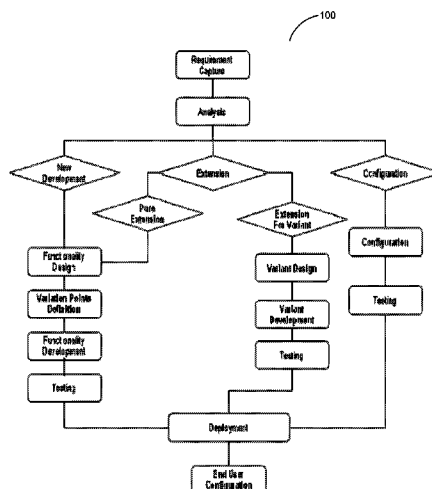 100
Requirement
Capture
Analysis
New
Development
Extension
Configuration
Pure
Extension
Extension
For Variant
Functionality
Design
Variant Design
Configuration
Variation Points
Definition
Variant
Development
Testing
Functionality
Development
Testing
Testing
Deployment
End User
Configuration